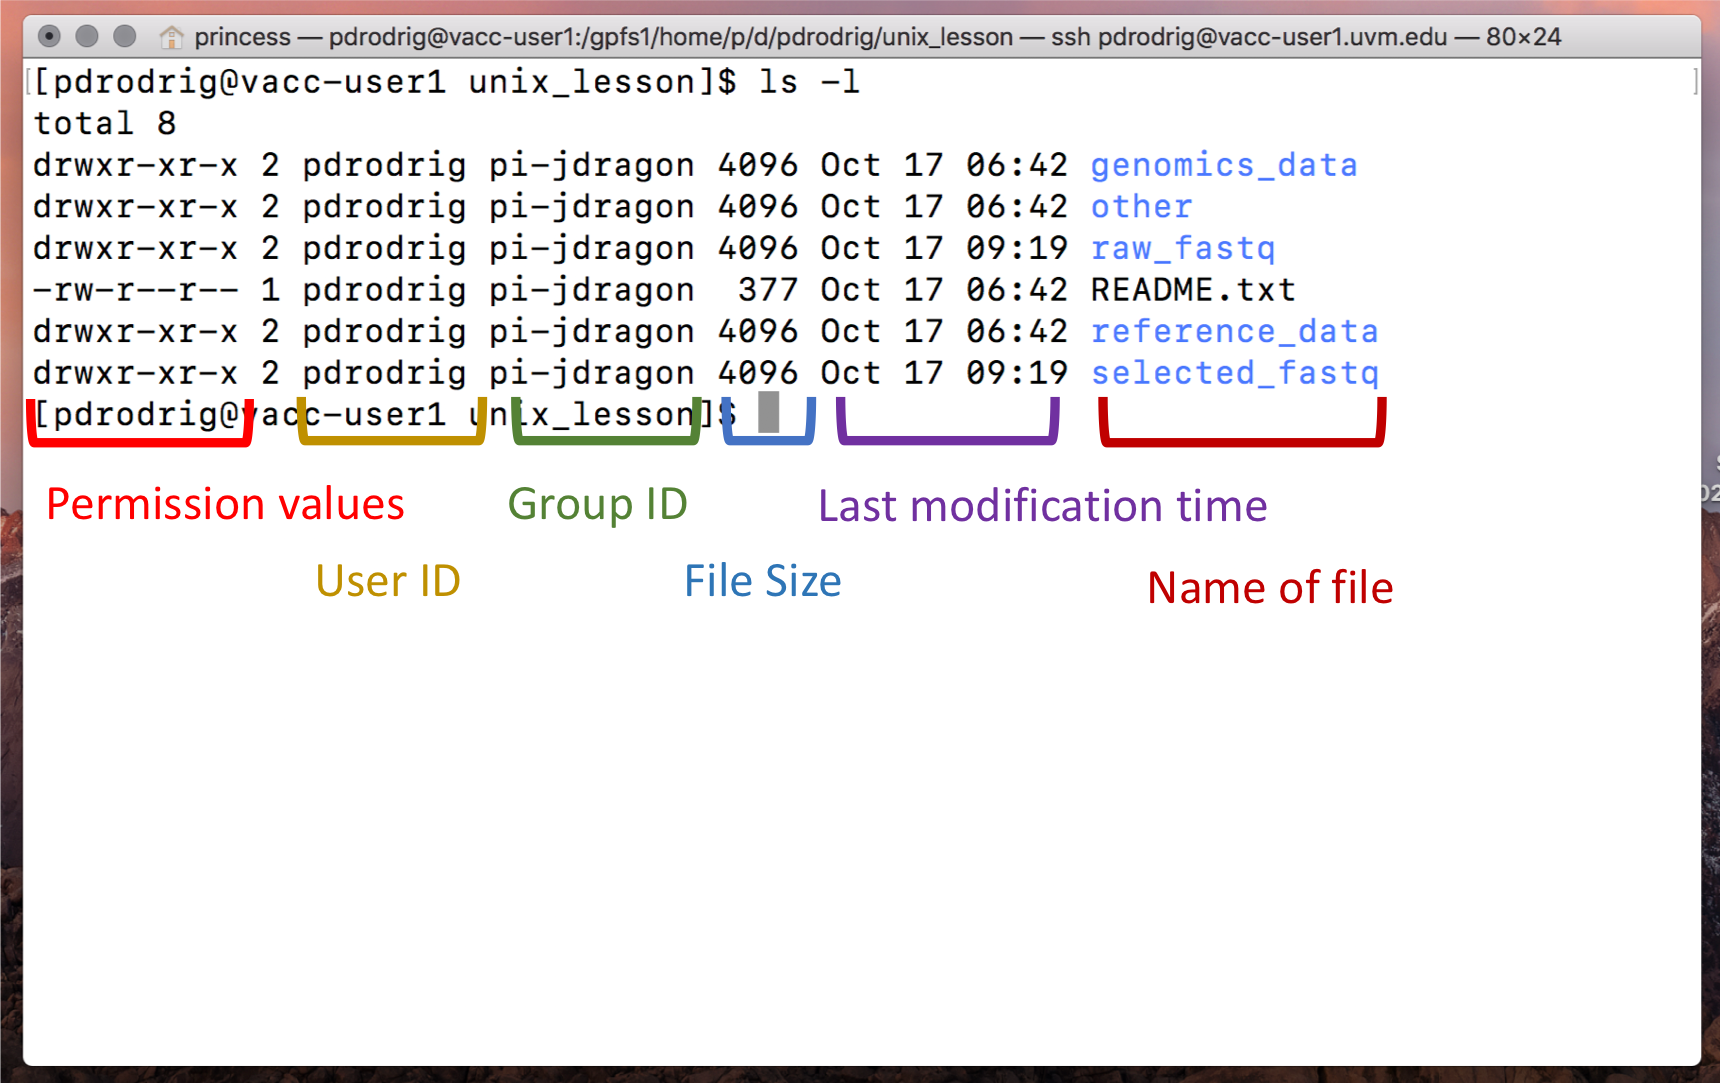 princess — pdrodrig@vacc-user1:/gpfs1/home/p/d/pdrodrig/unix_lesson — ssh pdrodrig@vacc-user1.uvm.edu — 80×24
[[pdrodrig@vacc-user1 unix_lesson]$ ls -l ]
total 8
drwxr-xr-x 2 pdrodrig pi-jdragon 4096 Oct 17 06:42 genomics_data
drwxr-xr-x 2 pdrodrig pi-jdragon 4096 Oct 17 06:42 other
drwxr-xr-x 2 pdrodrig pi-jdragon 4096 Oct 17 09:19 raw_fastq
-rw-r--r-- 1 pdrodrig pi-jdragon 377 Oct 17 06:42 README.txt
drwxr-xr-x 2 pdrodrig pi-jdragon 4096 Oct 17 06:42 reference_data
drwxr-xr-x 2 pdrodrig pi-jdragon 4096 Oct 17 09:19 selected_fastq
[pdrodrig@vacc-user1 unix_lesson]$
Permission values Group ID Last modification time
User ID File Size Name of file